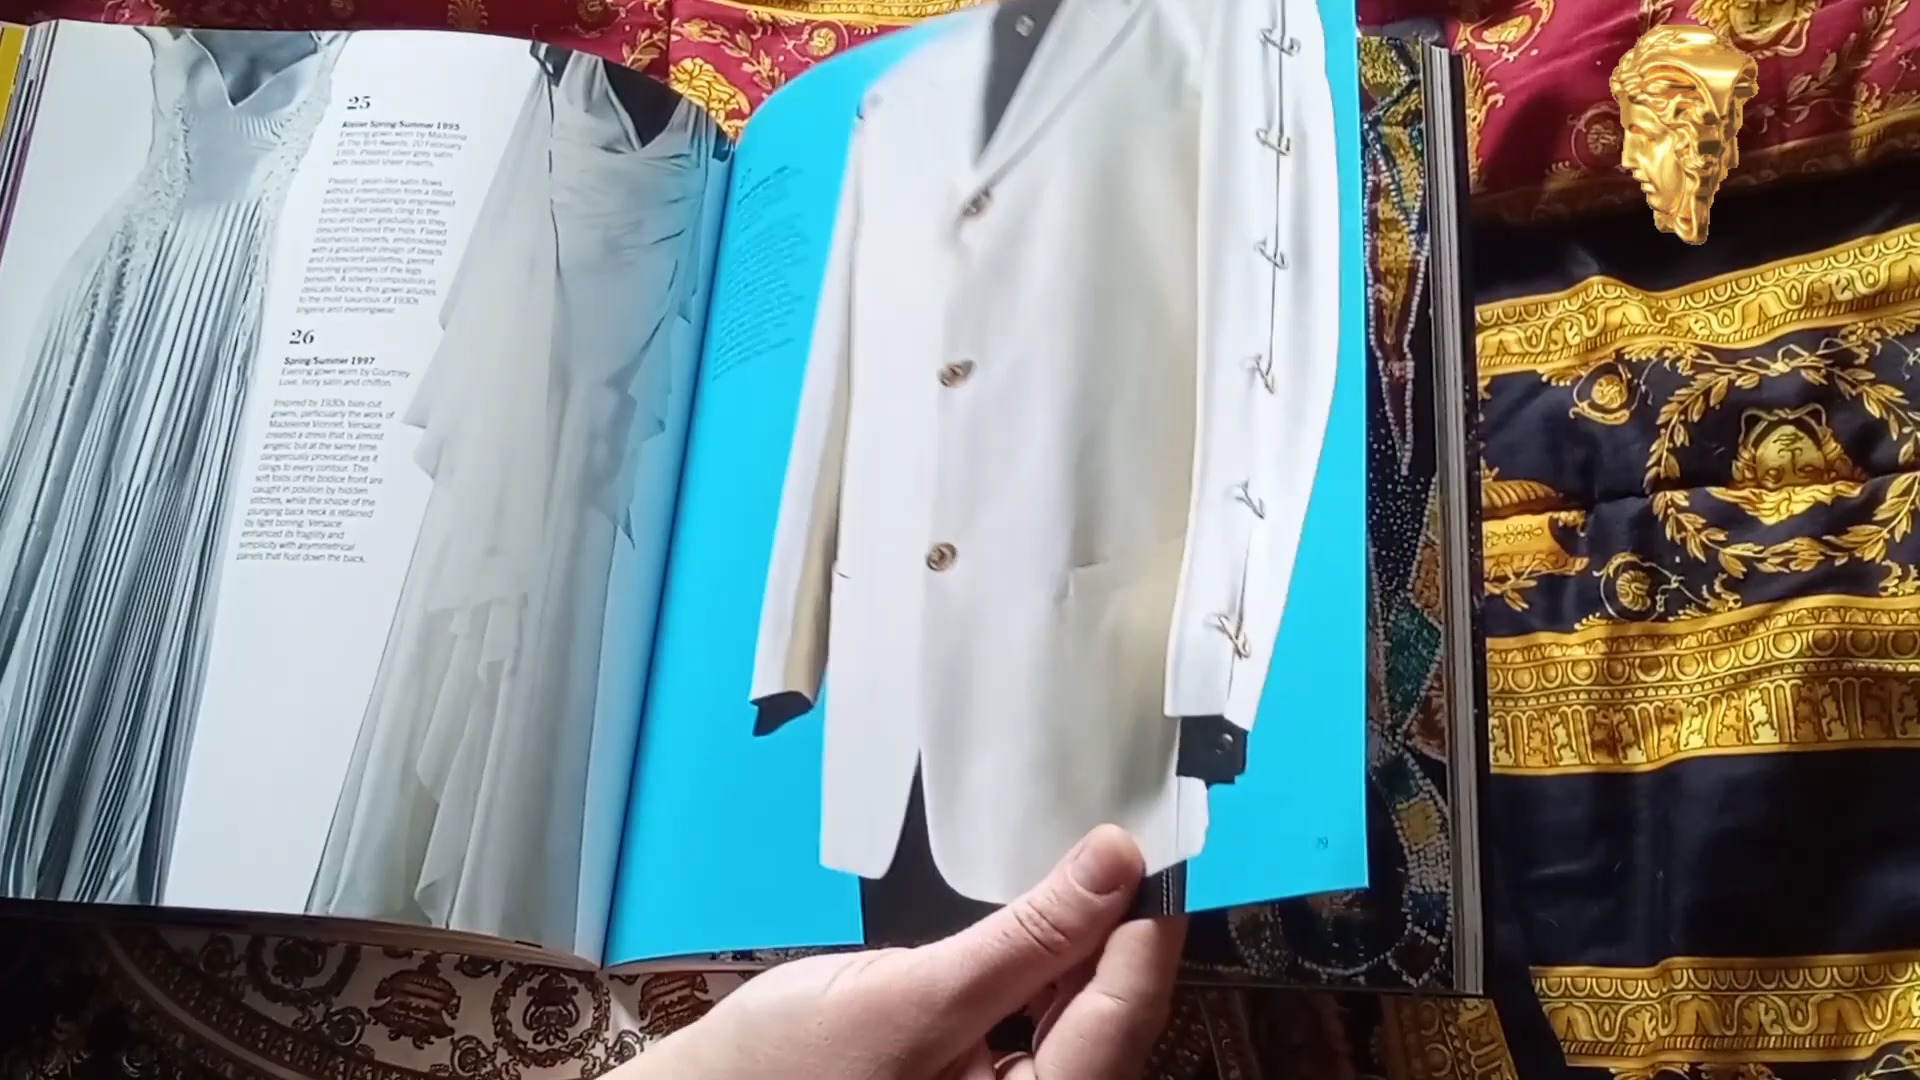 25
Atelier Spring/Summer 1995
Evening gown worn by Madonna
at The Brit Awards, 20 February
1995. Pleated silver grey satin
with beaded sheer inserts.
Pleated, pearl-like satin flows
without interruption from a fitted
bodice. Painstakingly engineered
knife-edged pleats cling to the
torso and open gradually as they
descend beyond the hips. Flared
diaphanous inserts, embroidered
with a graduated design of beads
and iridescent paillettes, permit
tempting glimpses of the legs
beneath. A silvery composition in
delicate fabrics, this gown alludes
to the most luxurious of 1930s
lingerie and eveningwear.
26
Spring/Summer 1997
Evening gown worn by Courtney
Love. Ivory satin and chiffon.
Inspired by 1930s bias-cut
gowns, particularly the work of
Madeleine Vionnet, Versace
created a dress that is almost
angelic but at the same time
dangerously provocative as it
clings to every contour. The
soft folds of the bodice front are
caught in position by hidden
stitches, while the shape of the
plunging back neck is retained
by light boning. Versace
enhanced its fragility and
simplicity with asymmetrical
panels that float down the back.
79